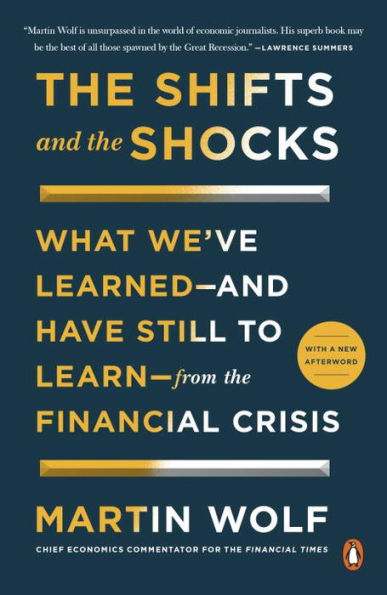 “Martin Wolf is unsurpassed in the world of economic journalists. His superb book may
be the best of all those spawned by the Great Recession.” —LAWRENCE SUMMERS
THE SHIFTS
and the SHOCKS
WHAT WE’VE
LEARNED—AND
HAVE STILL TO
LEARN—from the
FINANCIAL CRISIS
WITH A NEW
AFTERWORD
MARTIN WOLF
CHIEF ECONOMICS COMMENTATOR FOR THE FINANCIAL TIMES